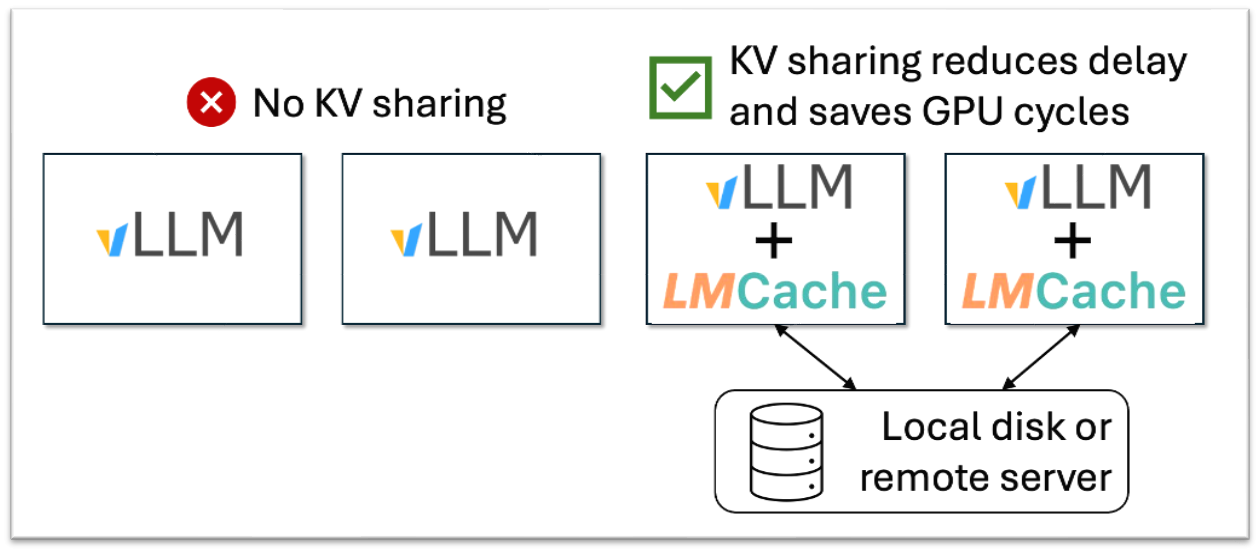 No KV sharing
vLLM
vLLM
KV sharing reduces delay
and saves GPU cycles
vLLM
+
LMCache
vLLM
+
LMCache
Local disk or
remote server